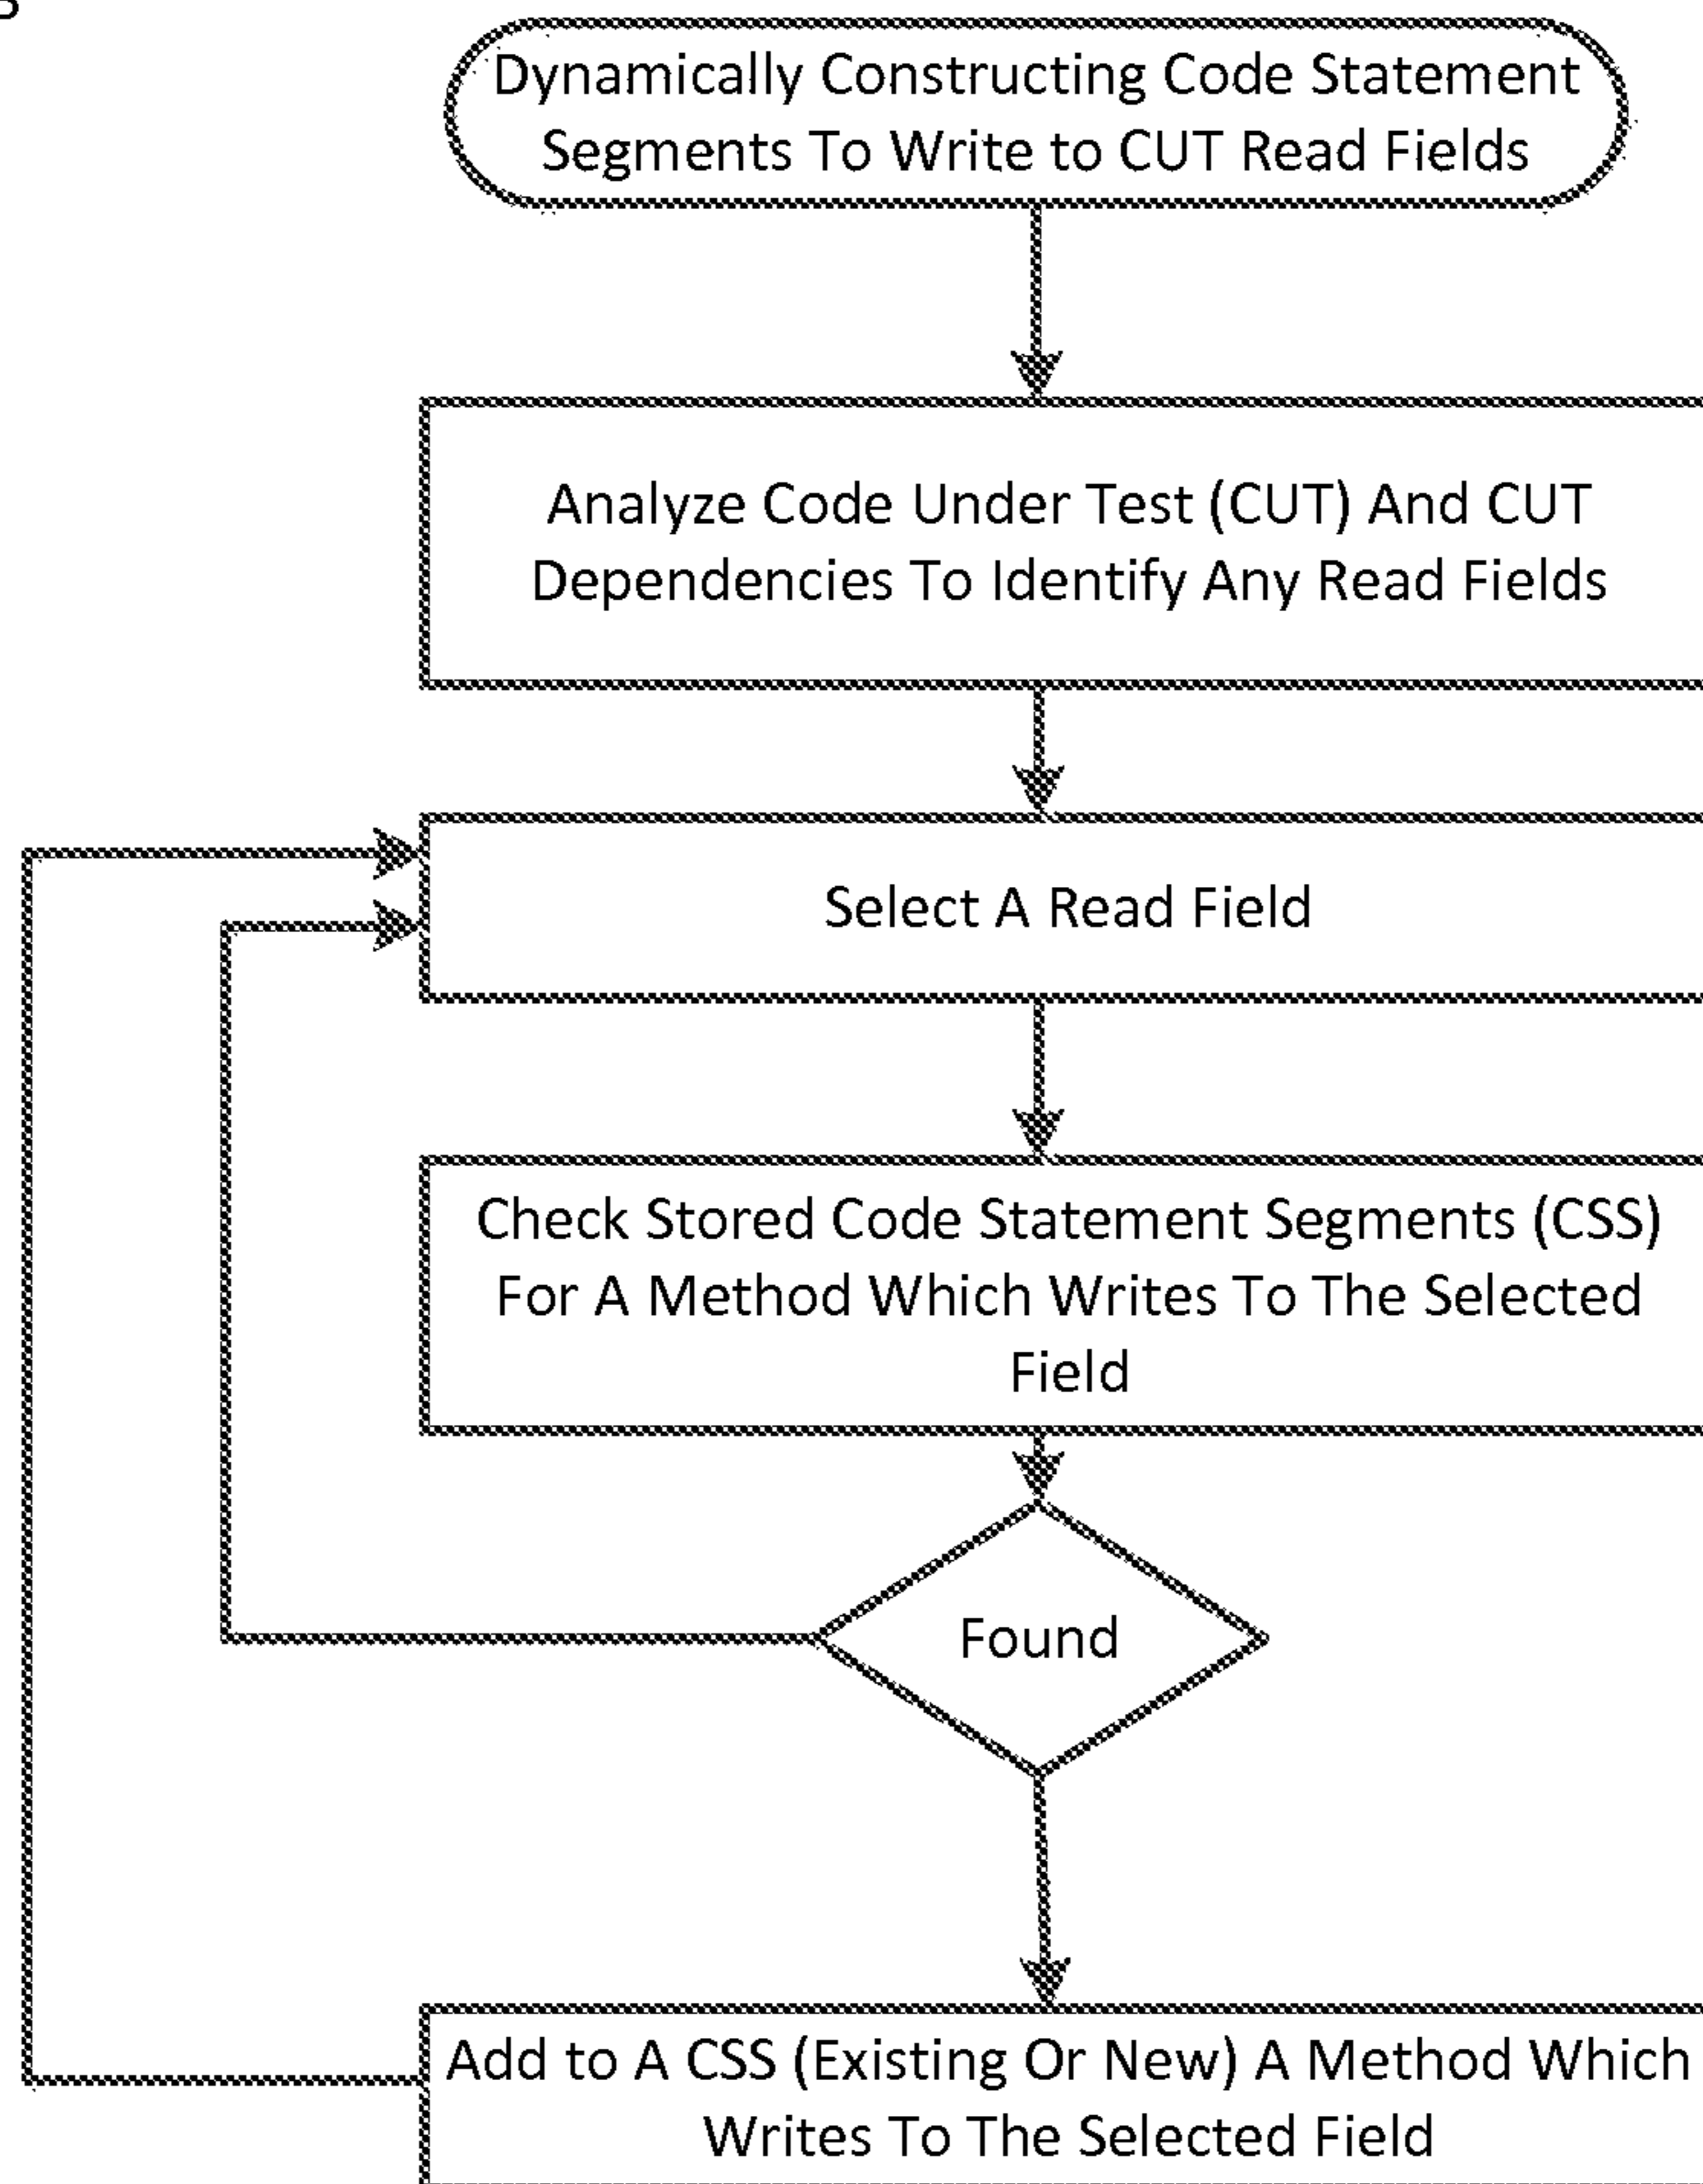 Dynamically Constructing Code Statement
Segments To Write to CUT Read Fields
Analyze Code Under Test (CUT) And CUT
Dependencies To Identify Any Read Fields
Select A Read Field
Check Stored Code Statement Segments (CSS)
For A Method Which Writes To The Selected
Field
Found
Add to A CSS (Existing Or New) A Method Which
Writes To The Selected Field